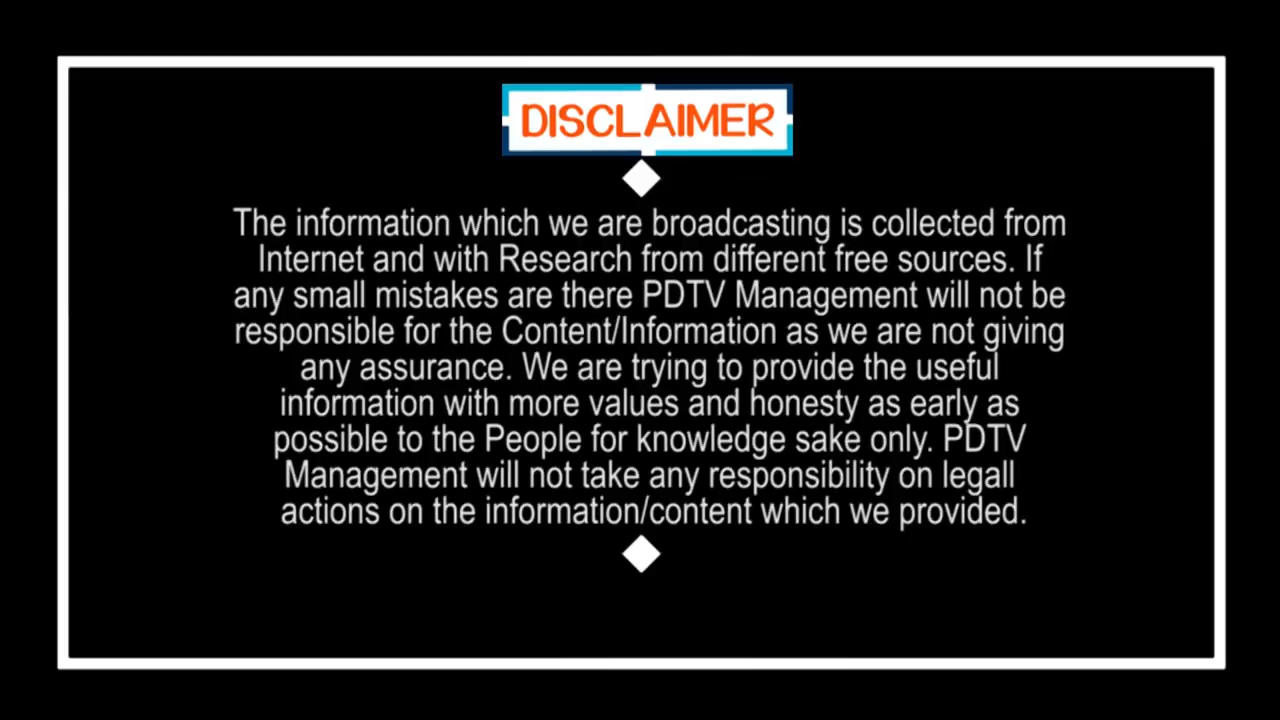 DISCLAIMER
The information which we are broadcasting is collected from
Internet and with Research from different free sources. If
any small mistakes are there PDTV Management will not be
responsible for the Content/Information as we are not giving
any assurance. We are trying to provide the useful
information with more values and honesty as early as
possible to the People for knowledge sake only. PDTV
Management will not take any responsibility on legall
actions on the information/content which we provided.